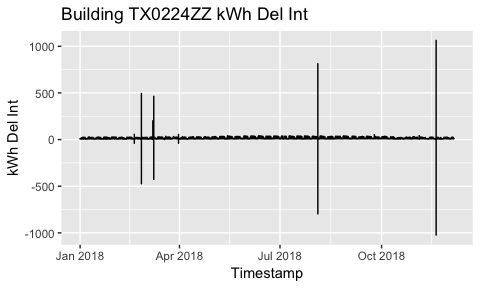 Building TX0224ZZ kWh Del Int
kWh Del Int
1000
500
0
-500
-1000
Jan 2018
Apr 2018
Jul 2018
Oct 2018
Timestamp